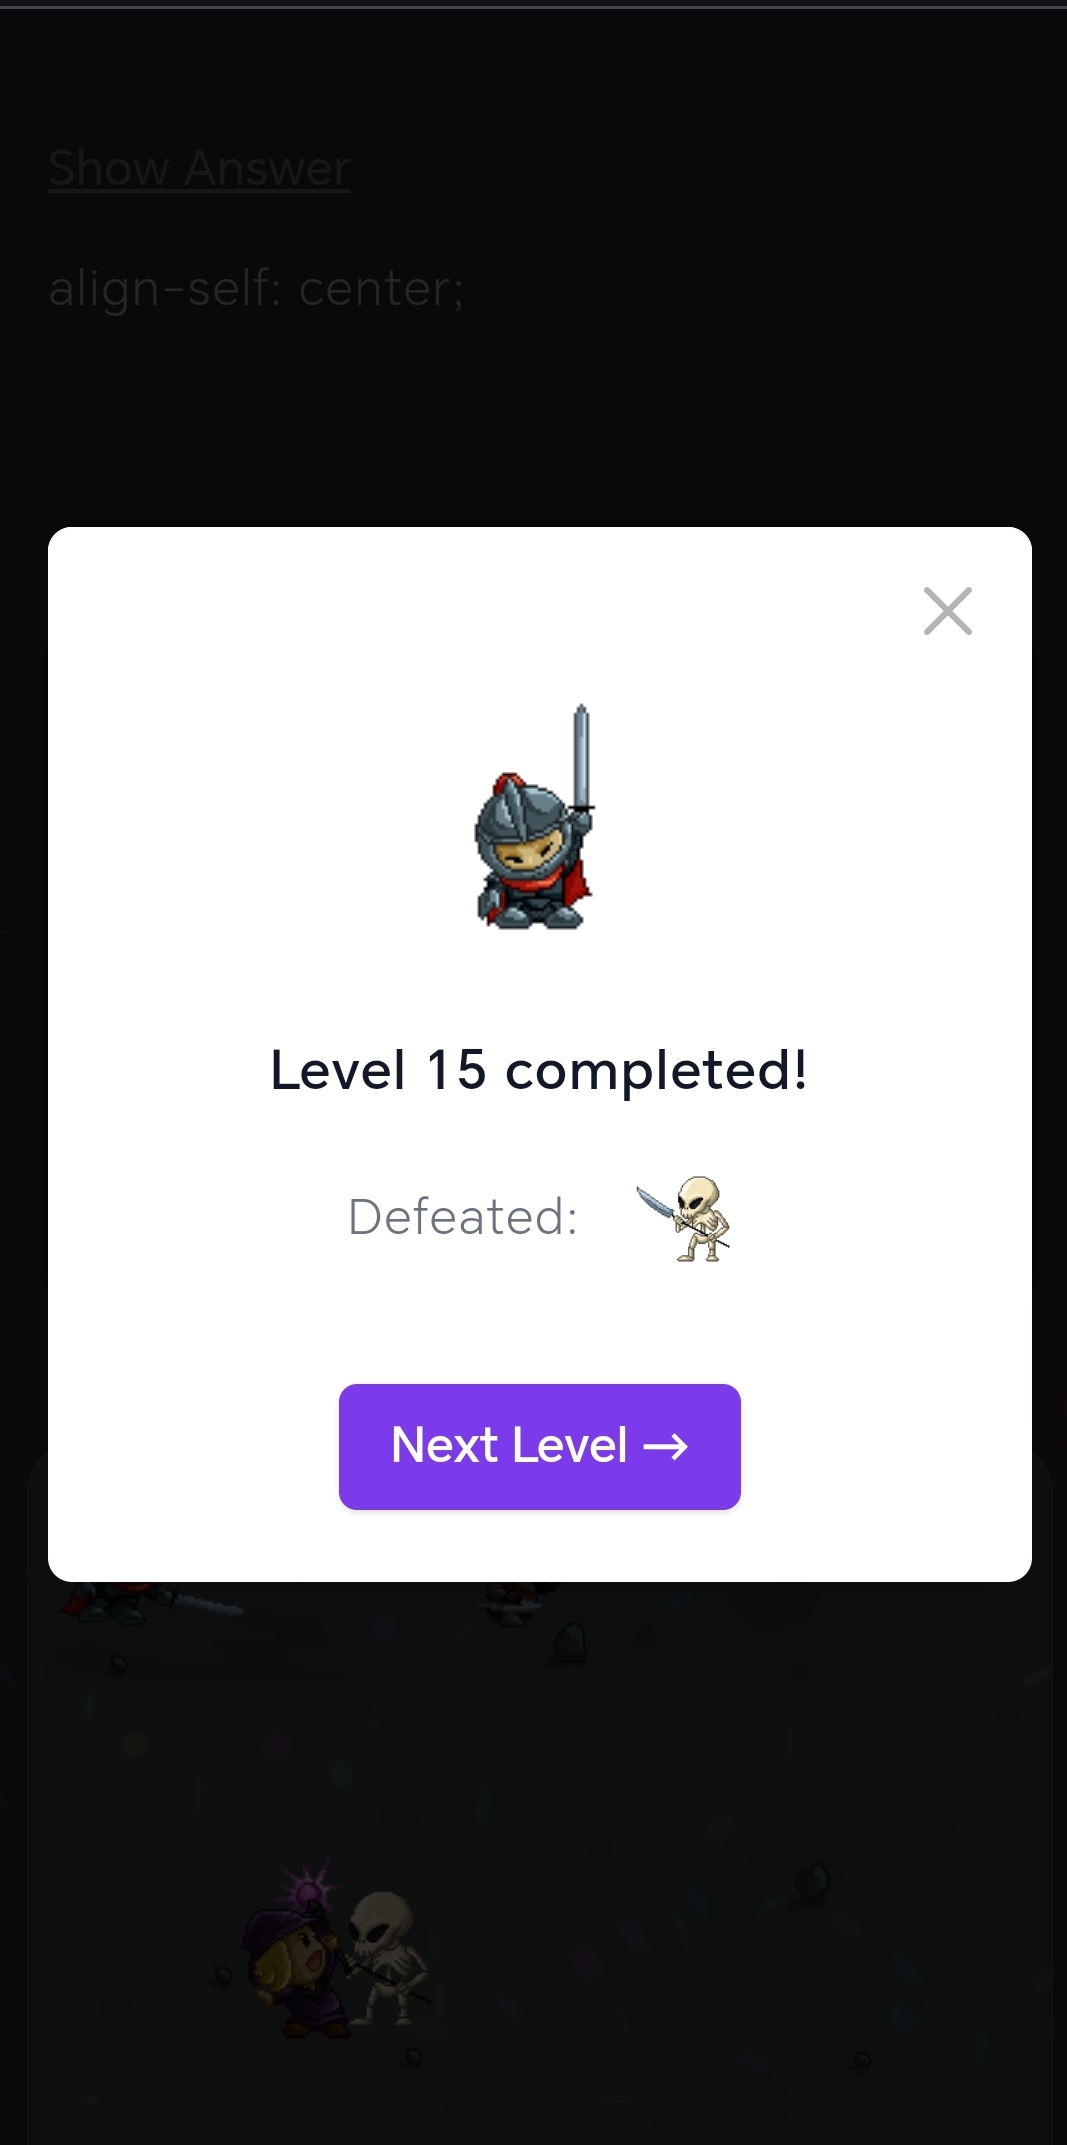 Show Answer
align-self: center;
Level 15 completed!
Defeated:
Next Level →